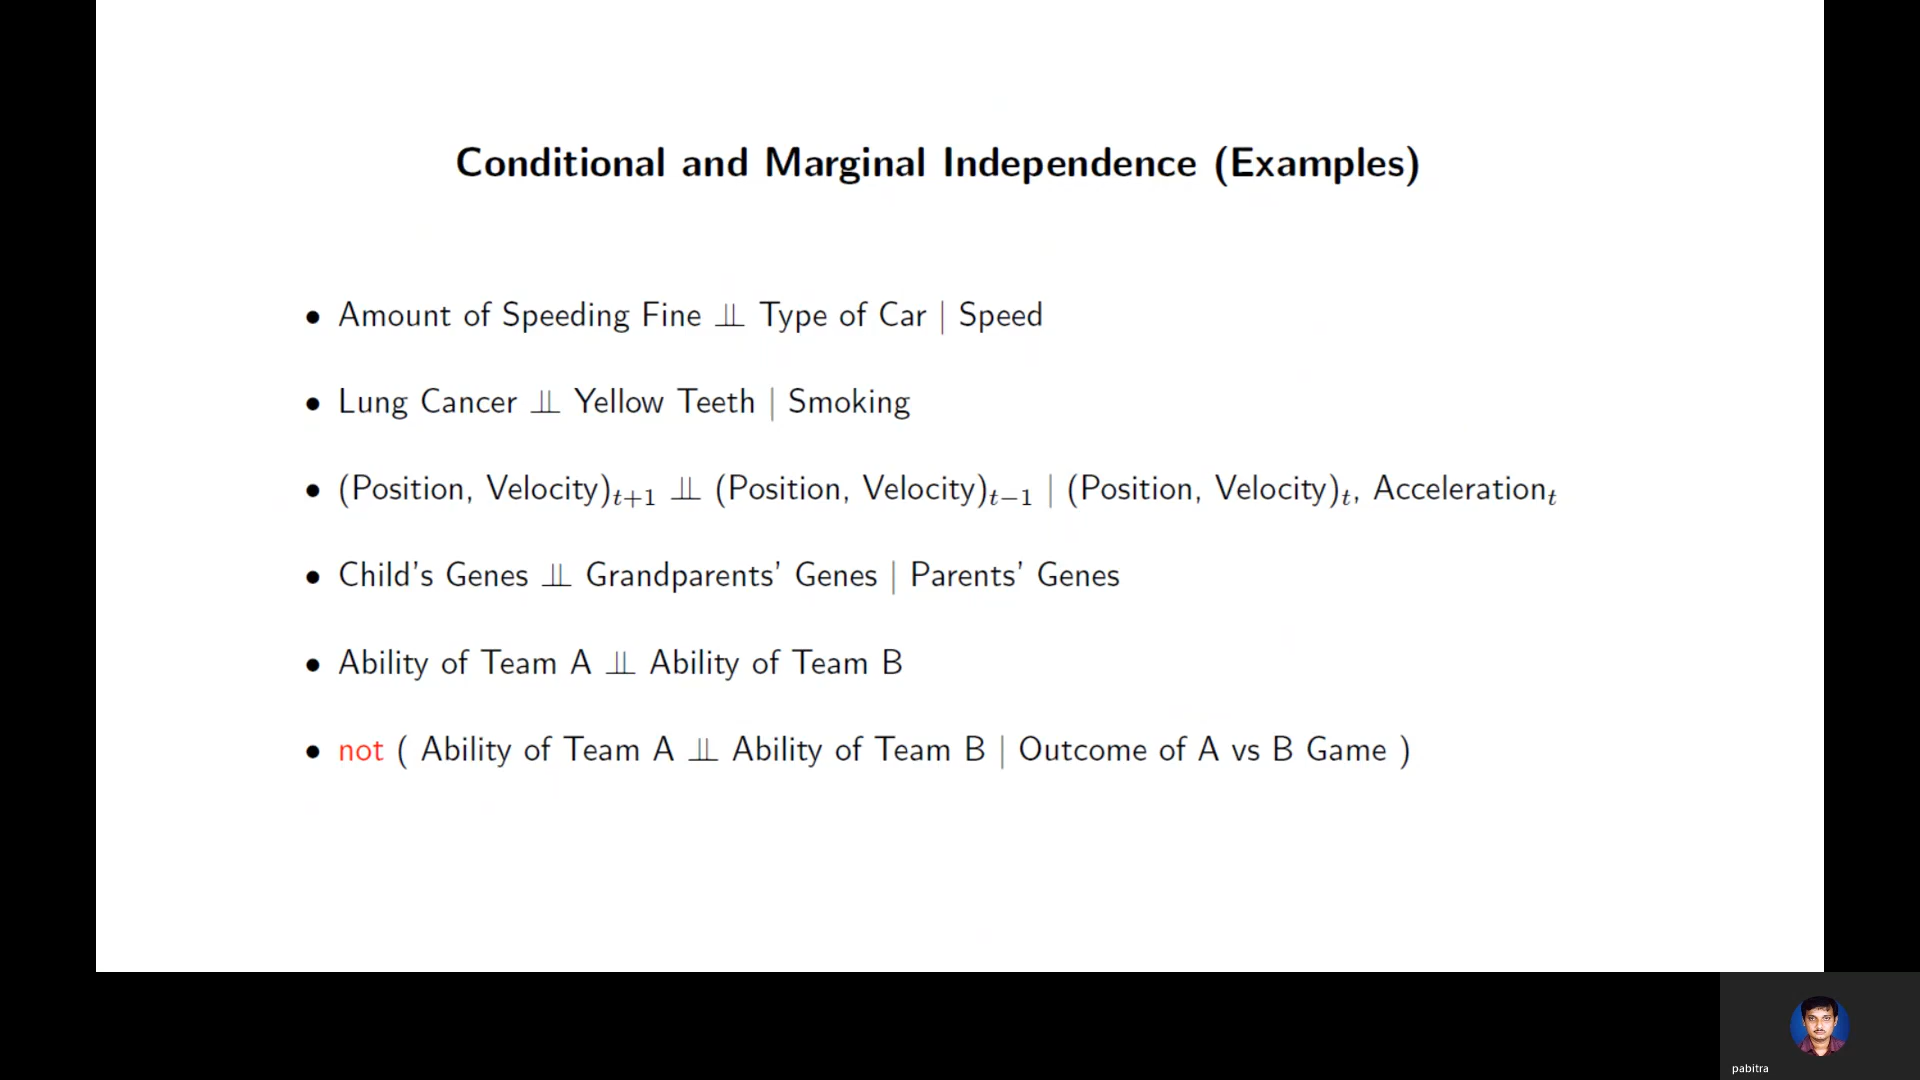 Conditional and Marginal Independence (Examples)
• Amount of Speeding Fine ⫫ Type of Car | Speed
• Lung Cancer ⫫ Yellow Teeth | Smoking
• (Position, Velocity)ₜ₊₁ ⫫ (Position, Velocity)ₜ₋₁ | (Position, Velocity)ₜ, Accelerationₜ
• Child's Genes ⫫ Grandparents' Genes | Parents' Genes
• Ability of Team A ⫫ Ability of Team B
• not ( Ability of Team A ⫫ Ability of Team B | Outcome of A vs B Game )
pabitra